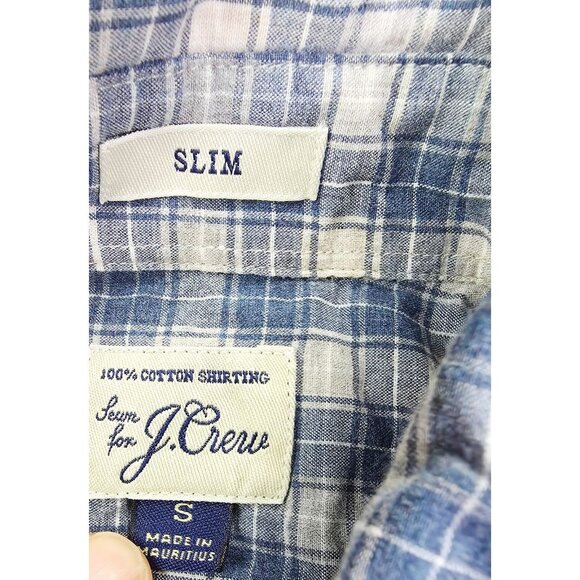 SLIM
100% COTTON SHIRTING
Sewn for J.Crew
S
MADE IN
MAURITIUS